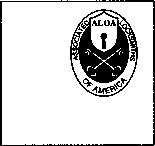 ALOA
ASSOCIATED LOCKSMITHS
OF AMERICA